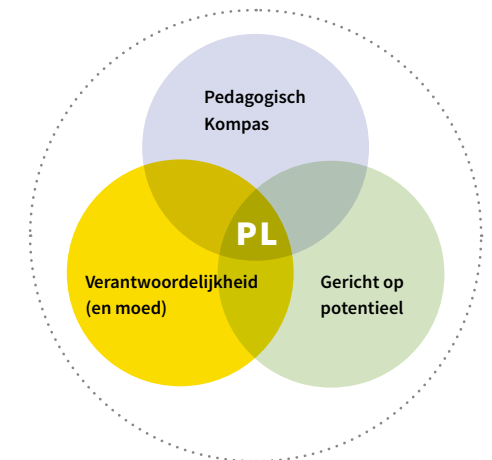 Pedagogisch
Kompas
PL
Verantwoordelijkheid
(en moed)
Gericht op
potentieel